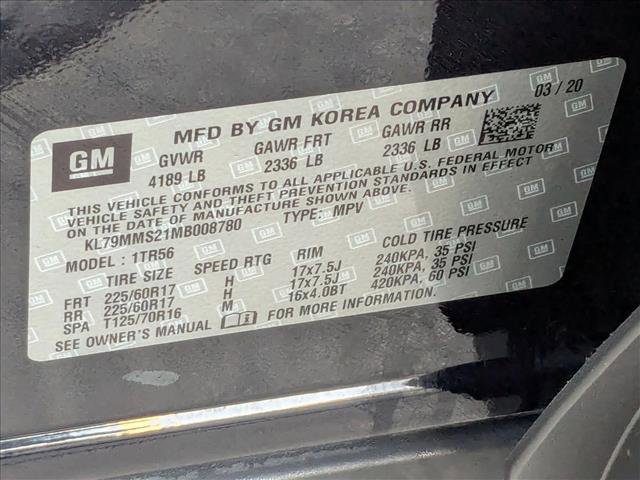 03 / 20
GM MFD BY GM KOREA COMPANY
GVWR GAWR FRT GAWR RR
4189 LB 2336 LB 2336 LB
THIS VEHICLE CONFORMS TO ALL APPLICABLE U.S. FEDERAL MOTOR
VEHICLE SAFETY AND THEFT PREVENTION STANDARDS IN EFFECT
ON THE DATE OF MANUFACTURE SHOWN ABOVE.
KL79MMS21MB008780 TYPE: MPV
MODEL : 1TR56
TIRE SIZE SPEED RTG RIM COLD TIRE PRESSURE
FRT 225/60R17 H 17x7.5J 240KPA, 35 PSI
RR 225/60R17 H 17x7.5J 240KPA, 35 PSI
SPA T125/70R16 M 16x4.0BT 420KPA, 60 PSI
SEE OWNER'S MANUAL FOR MORE INFORMATION.